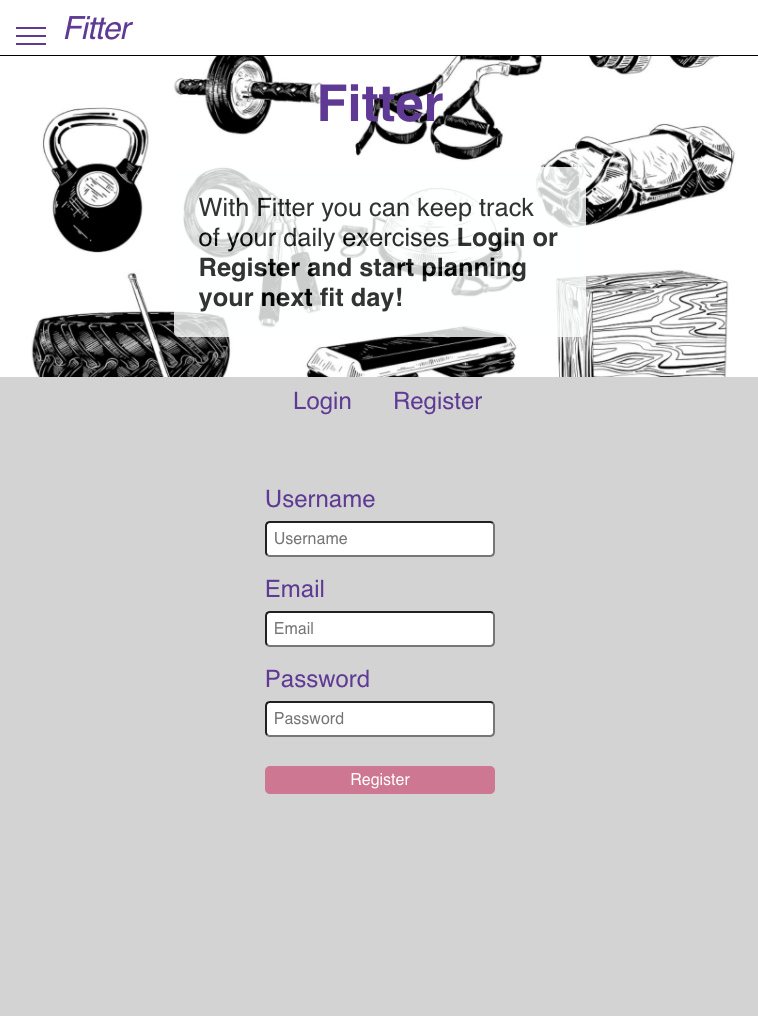 Fitter
Fitter
With Fitter you can keep track
of your daily exercises Login or
Register and start planning
your next fit day!
Login Register
Username
Username
Email
Email
Password
Password
Register